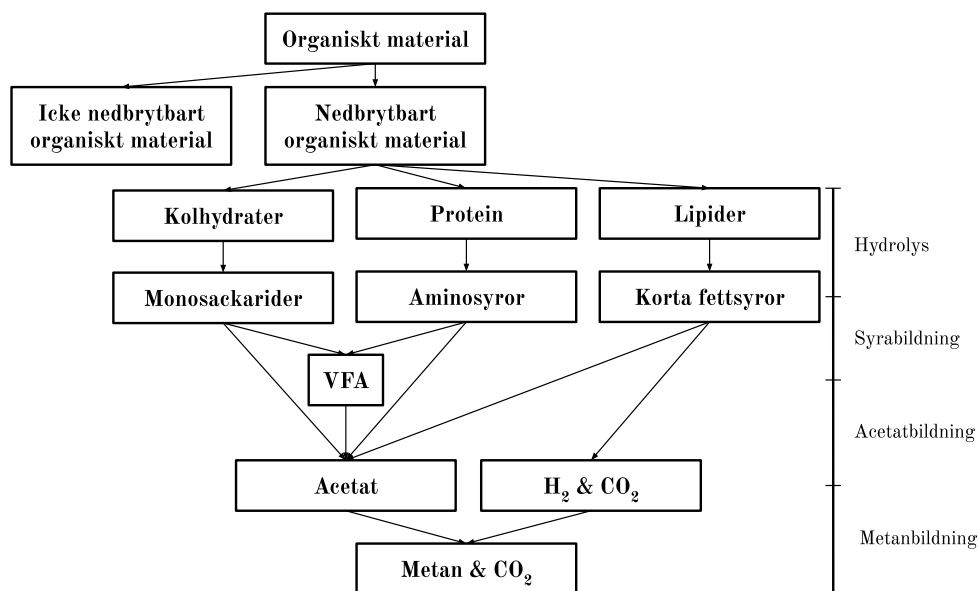 Organiskt material
Icke nedbrytbart
organiskt material
Nedbrytbart
organiskt material
Kolhydrater
Protein
Lipider
Hydrolys
Monosackarider
Aminosyror
Korta fettsyror
Syrabildning
VFA
Acetatbildning
Acetat
H₂ & CO₂
Metanbildning
Metan & CO₂